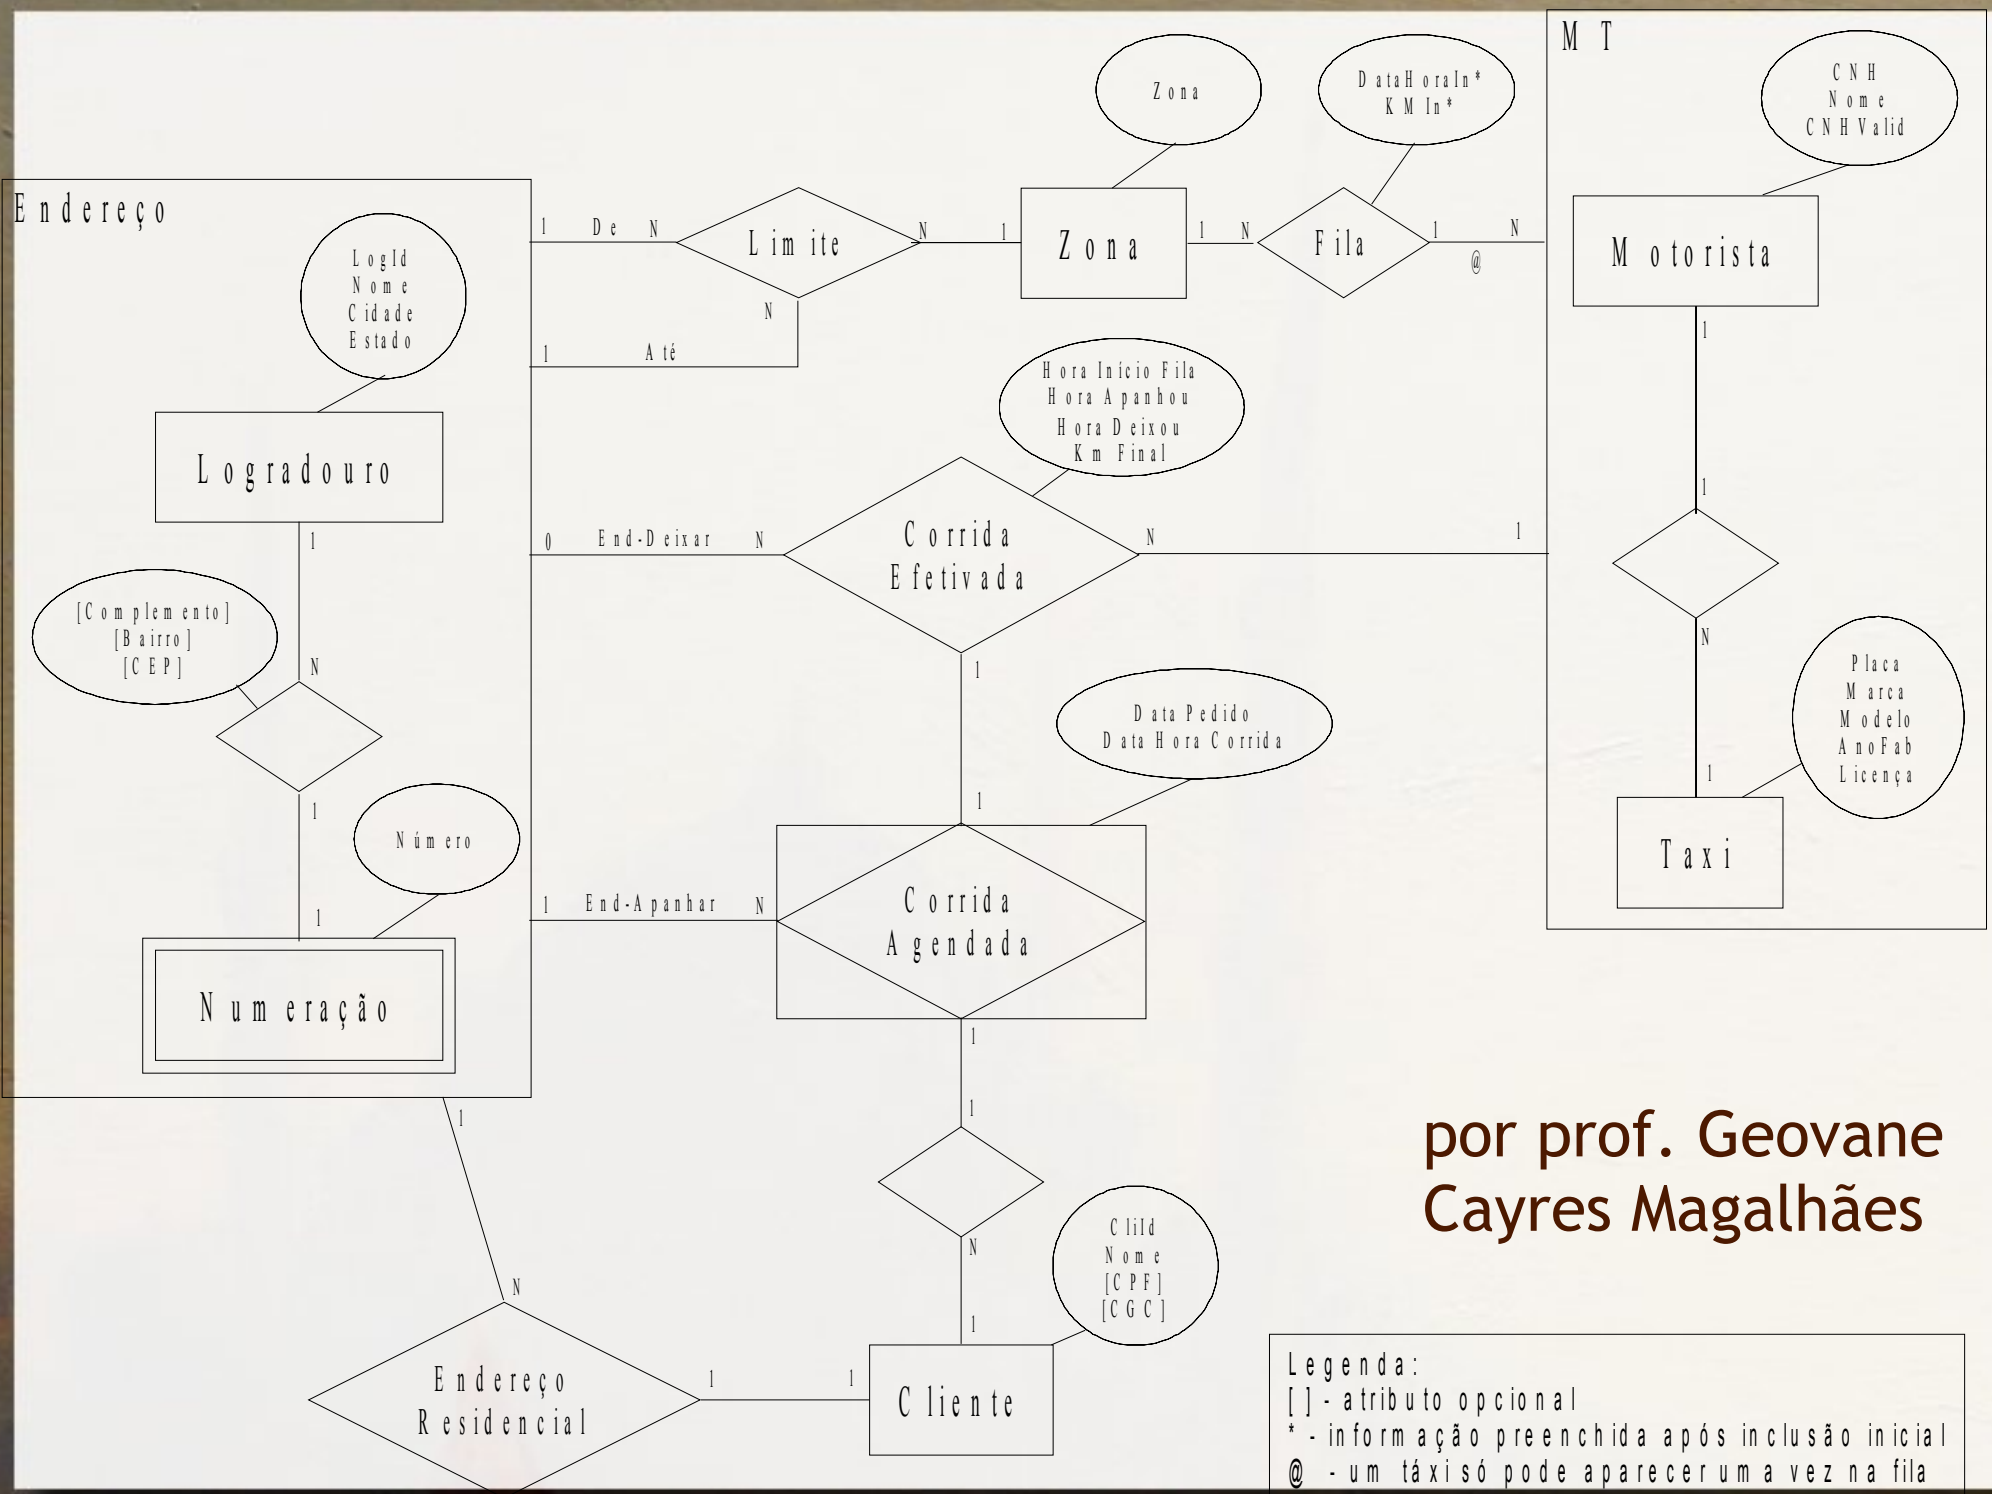 M T
Zona
DataHoraIn*
KMIn*
CNH
Nome
CNHValid
Endereço
LogId
Nome
Cidade
Estado
1 De N
Limite
N 1
Zona
1 N
Fila
1 N
@
Motorista
N
1 Até
1
Hora Início Fila
Hora Apanhou
Hora Deixou
Km Final
Logradouro
1
1
0 End-Deixar N
Corrida
Efetivada
N 1
[Complemento]
[Bairro]
[CEP]
N
1
N
Placa
Marca
Modelo
AnoFab
Licença
Data Pedido
Data Hora Corrida
1
1
1
Número
Taxi
1
1 End-Apanhar N
Corrida
Agendada
Numeração
1
1
1
por prof. Geovane
Cayres Magalhães
CliId
Nome
[CPF]
[CGC]
N
N
1
Endereço
Residencial
1 1
Cliente
Legenda:
[ ] - atributo opcional
* - informação preenchida após inclusão inicial
@ - um táxi só pode aparecer uma vez na fila